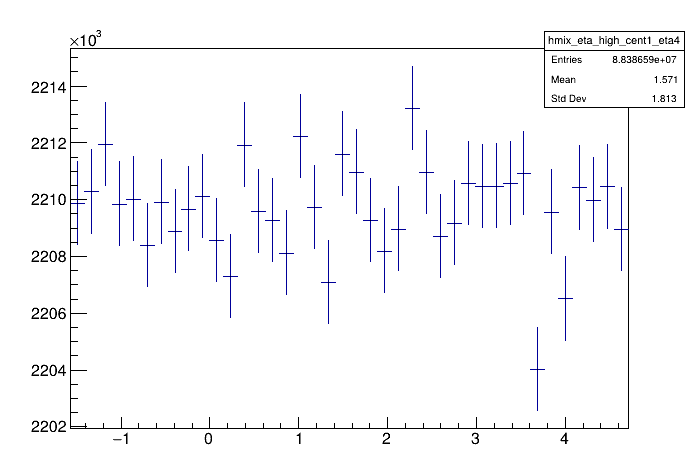 ×10³
hmix_eta_high_cent1_eta4
Entries 8.838659e+07
Mean 1.571
Std Dev 1.813
2214
2212
2210
2208
2206
2204
2202
−1 0 1 2 3 4